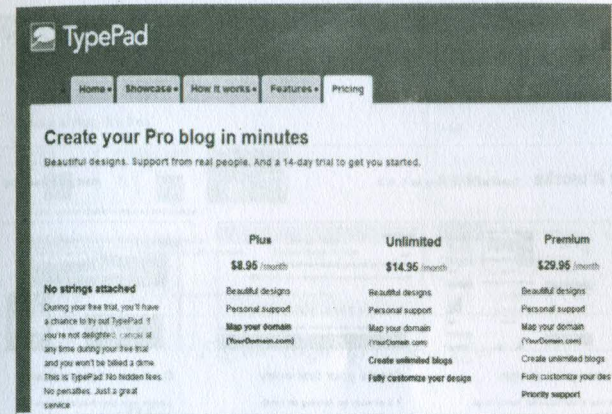 TypePad
Home
Showcase
How it works
Features
Pricing
Create your Pro blog in minutes
Beautiful designs. Support from real people. And a 14-day trial to get you started.
No strings attached
During your free trial, you'll have
a chance to try out TypePad. If
you're not delighted, cancel at
any time during your free trial
and you won't be billed a dime.
This is TypePad. No hidden fees.
No penalties. Just a great
service.
Plus
$8.95 /month
Beautiful designs
Personal support
Map your domain
(YourDomain.com)
Unlimited
$14.95 /month
Beautiful designs
Personal support
Map your domain
(YourDomain.com)
Create unlimited blogs
Fully customize your design
Premium
$29.95 /month
Beautiful designs
Personal support
Map your domain
(YourDomain.com)
Create unlimited blogs
Fully customize your des
Priority support